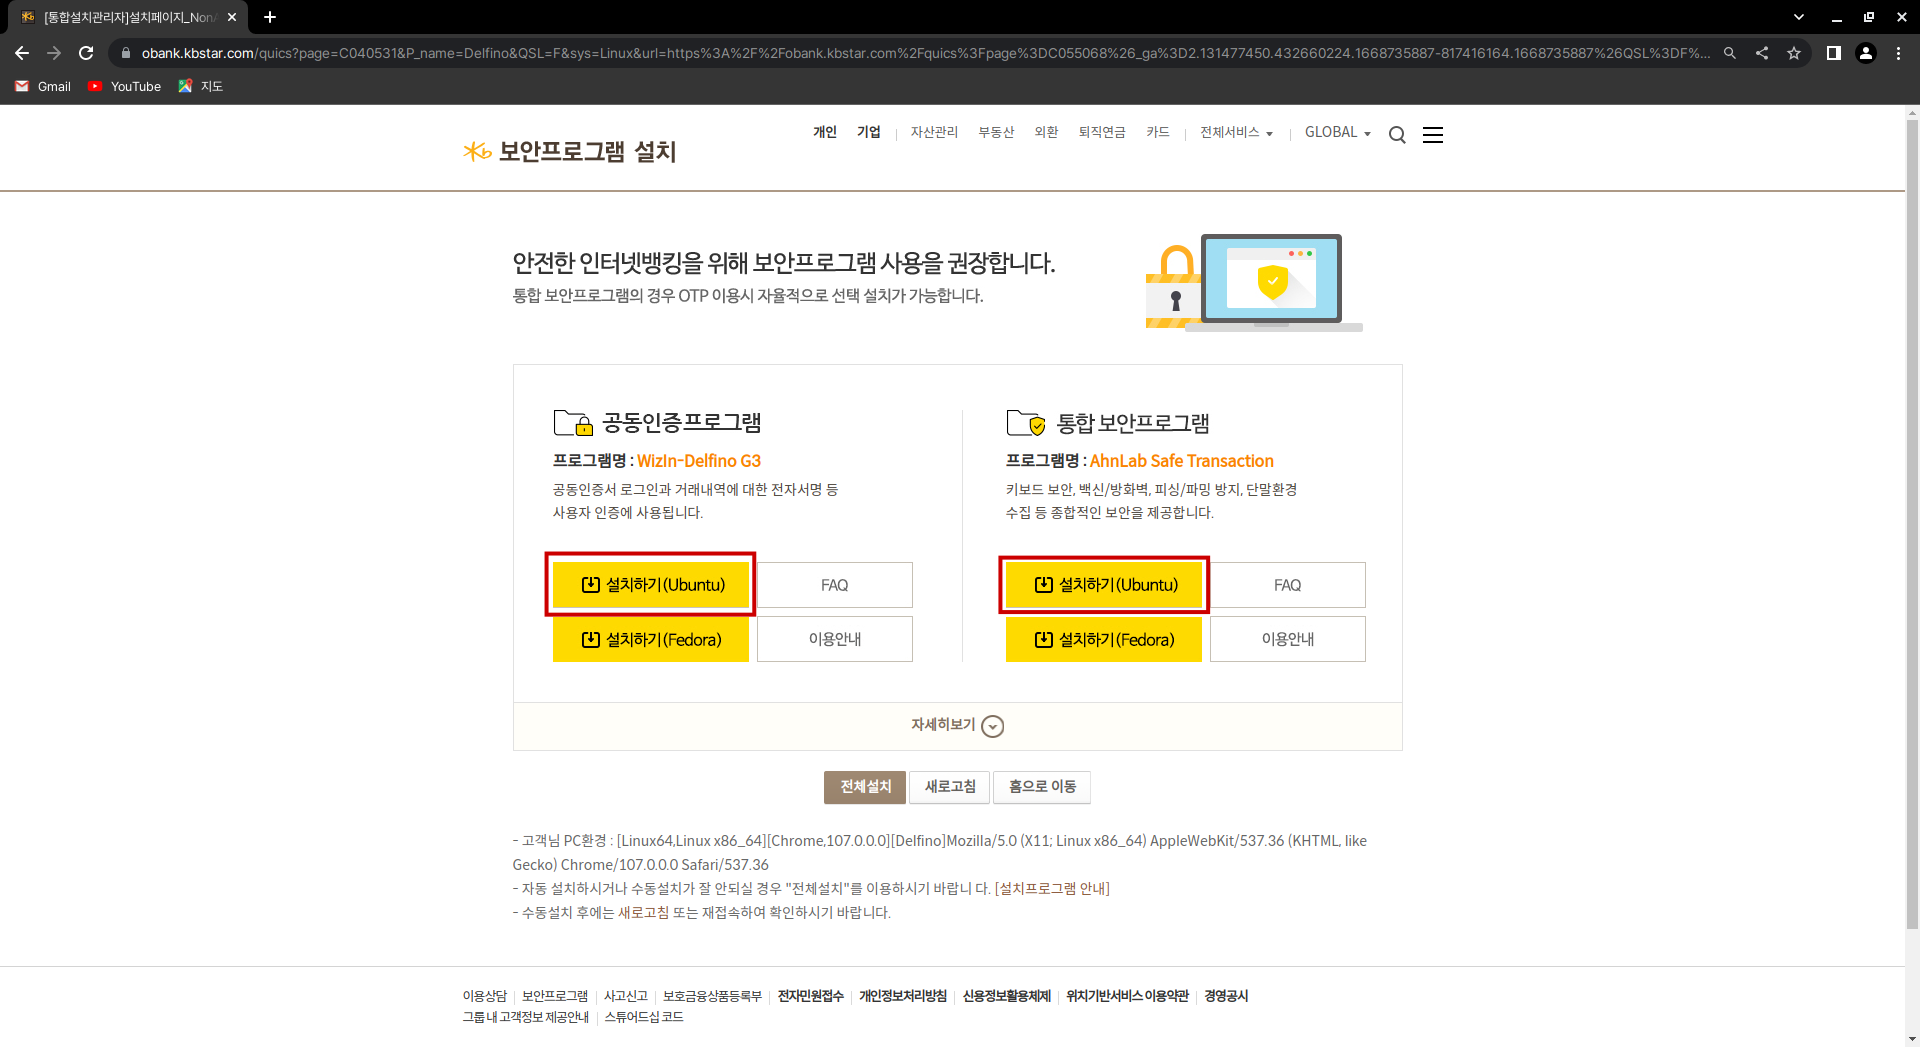 [통합설치관리자]설치페이지_Non
obank.kbstar.com/quics?page=C040531&P_name=Delfino&QSL=F&sys=Linux&url=https%3A%2F%2Fobank.kbstar.com%2Fquics%3Fpage%3DC055068%26_ga%3D2.131477450.432660224.1668735887-817416164.1668735887%26QSL%3DF%...
Gmail YouTube 지도
개인 기업 자산관리 부동산 외환 퇴직연금 카드 전체서비스 GLOBAL
보안프로그램 설치
안전한 인터넷뱅킹을 위해 보안프로그램 사용을 권장합니다.
통합 보안프로그램의 경우 OTP 이용시 자율적으로 선택 설치가 가능합니다.
공동인증프로그램
프로그램명 : WizIn-Delfino G3
공동인증서 로그인과 거래내역에 대한 전자서명 등
사용자 인증에 사용됩니다.
설치하기(Ubuntu) FAQ
설치하기(Fedora) 이용안내
통합 보안프로그램
프로그램명 : AhnLab Safe Transaction
키보드 보안, 백신/방화벽, 피싱/파밍 방지, 단말환경
수집 등 종합적인 보안을 제공합니다.
설치하기(Ubuntu) FAQ
설치하기(Fedora) 이용안내
자세히보기
전체설치 새로고침 홈으로 이동
- 고객님 PC환경 : [Linux64,Linux x86_64][Chrome,107.0.0.0][Delfino]Mozilla/5.0 (X11; Linux x86_64) AppleWebKit/537.36 (KHTML, like
Gecko) Chrome/107.0.0.0 Safari/537.36
- 자동 설치하시거나 수동설치가 잘 안되실 경우 "전체설치"를 이용하시기 바랍니 다. [설치프로그램 안내]
- 수동설치 후에는 새로고침 또는 재접속하여 확인하시기 바랍니다.
이용상담 보안프로그램 사고신고 보호금융상품등록부 전자민원접수 개인정보처리방침 신용정보활용체제 위치기반서비스 이용약관 경영공시
그룹 내 고객정보 제공안내 스튜어드십 코드